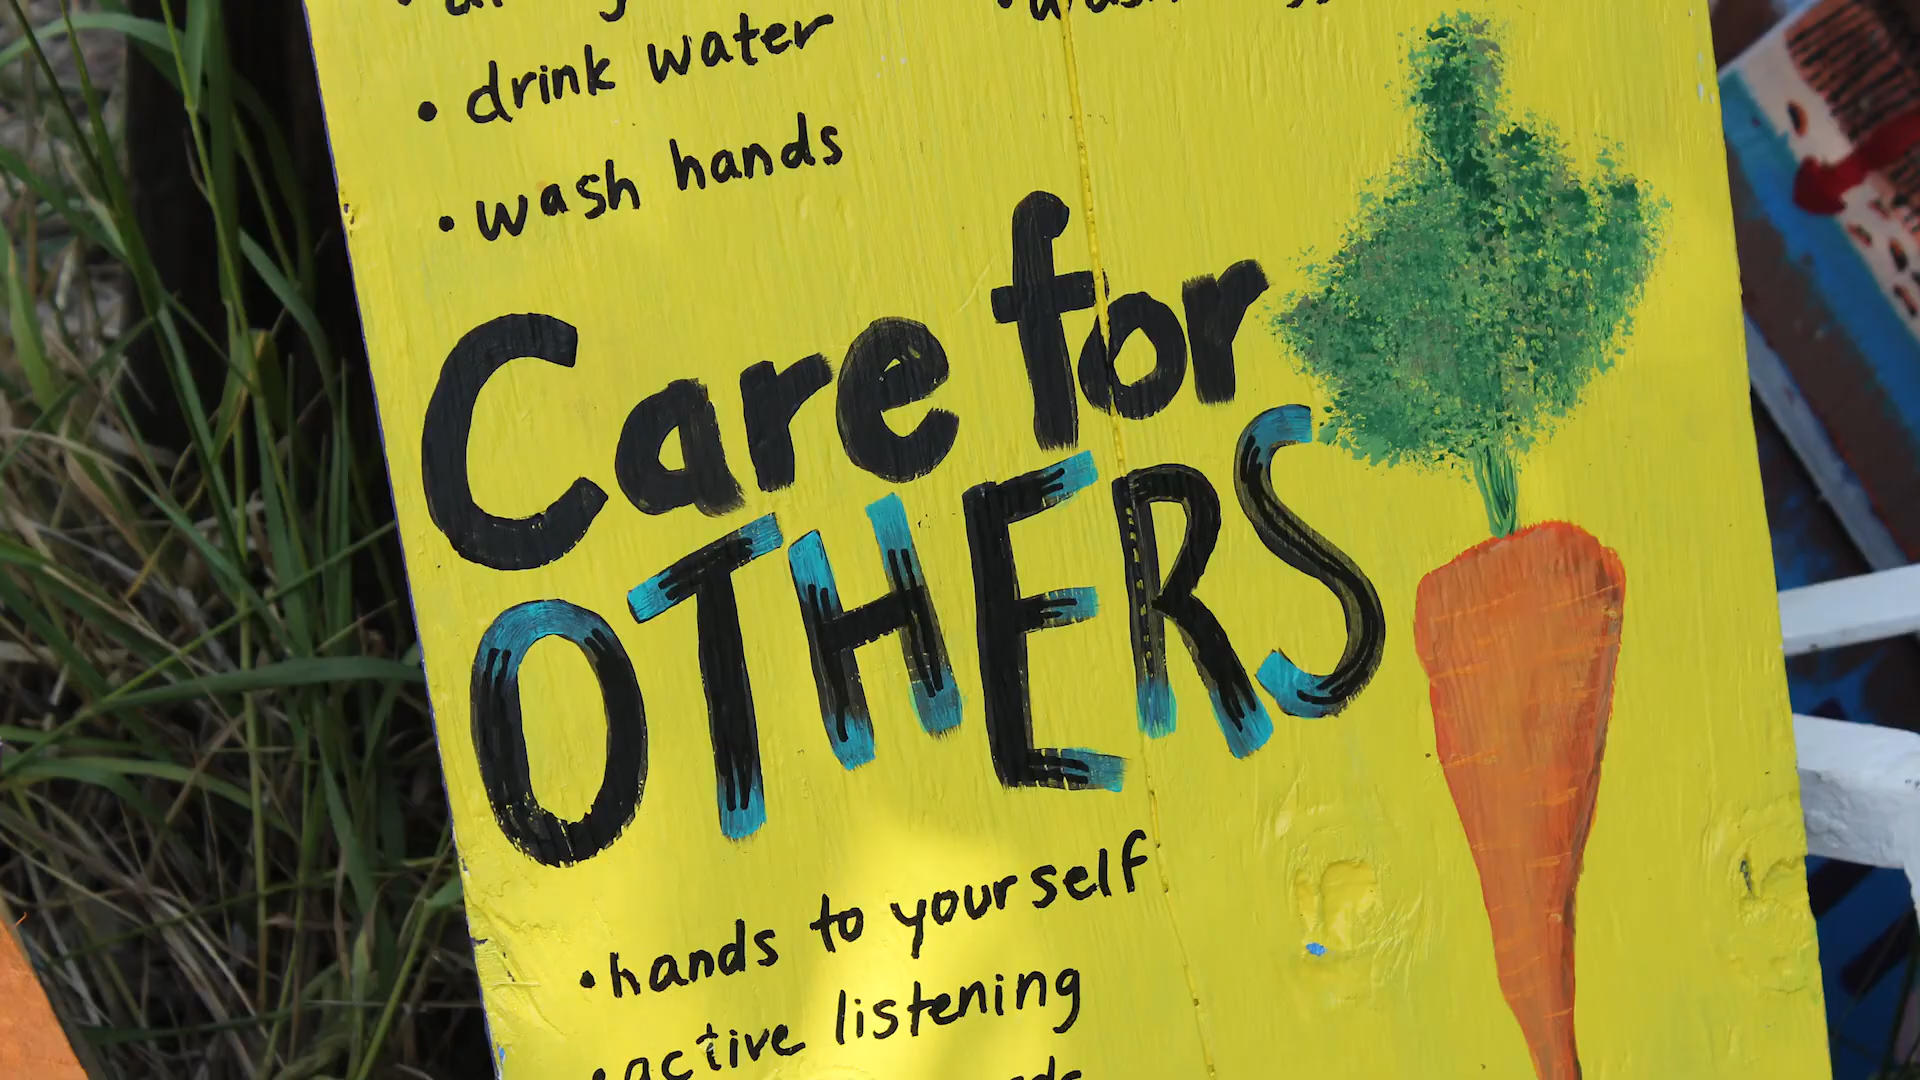 • drink water
• wash hands
Care for
OTHERS
• hands to yourself
• active listening